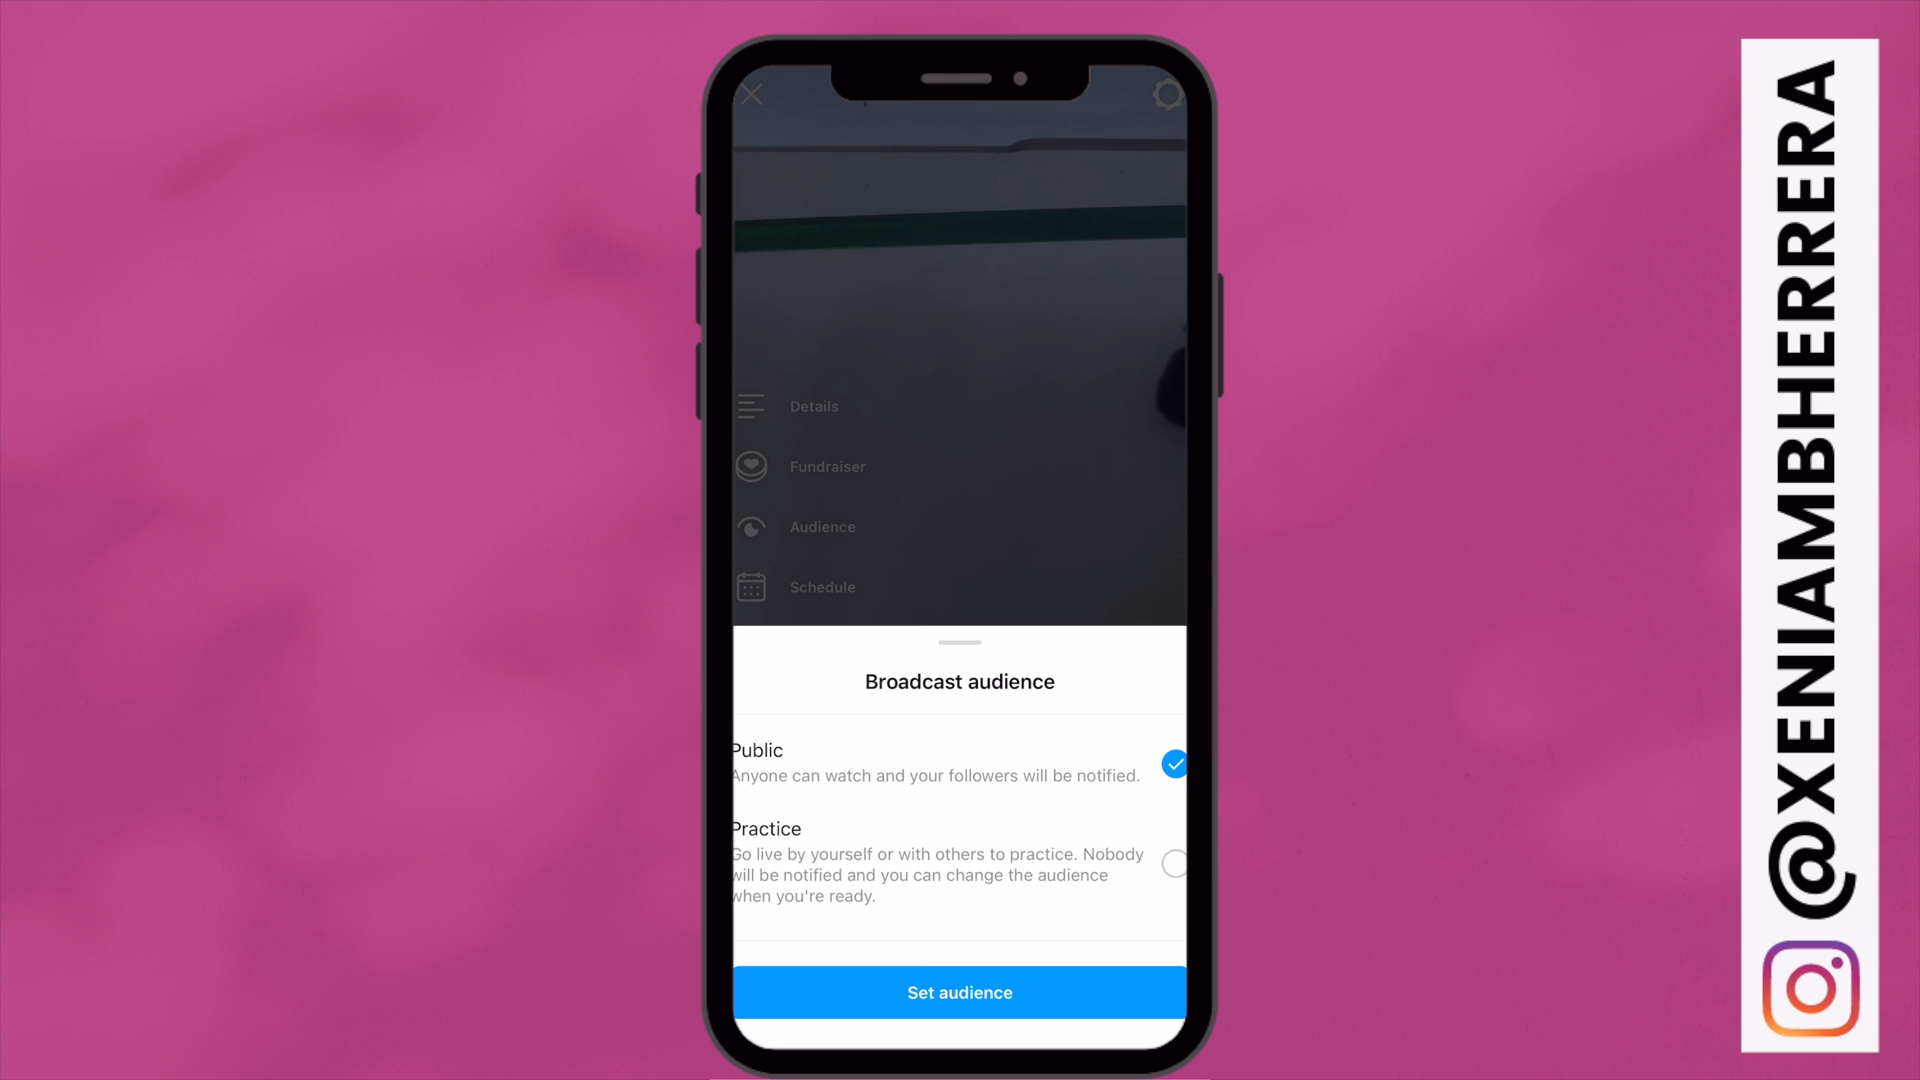 Details
Fundraiser
Audience
Schedule
Broadcast audience
Public
Anyone can watch and your followers will be notified.
Practice
Go live by yourself or with others to practice. Nobody
will be notified and you can change the audience
when you're ready.
Set audience
@XENIAMBHERRERA